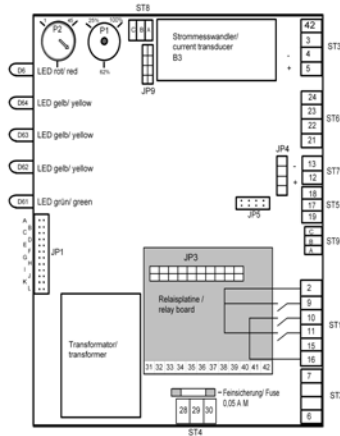 ST8
P2
P1
45
25%
100%
62%
C B A
JP9
Strommesswandler/
current transducer
B3
42
3
4
5
-
+
ST3
D6 LED rot/ red
D64 LED gelb/ yellow
D63 LED gelb/ yellow
D62 LED gelb/ yellow
D61 LED grün/ green
24
23
22
21
ST6
JP4
-
+
13
12
ST7
18
17
19
ST5
JP5
C
B
A
ST9
A
B
C
D
E
F
G
H
I
J
K
L
JP1
JP3
Relaisplatine /
relay board
31 32 33 34 35 36 37 38 39 40 41 42
2
9
10
11
15
16
7
6
Transformator/
transformer
Feinsicherung/ Fuse
0,05 A M
28 29 30
ST4